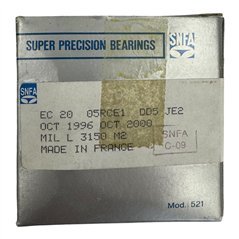 SUPER PRECISION BEARINGS
SNFA
SNFA
EC 20 05RCE1 DD5 JE2
OCT 1996 OCT 2000
MIL L 3150 M2
MADE IN FRANCE
SNFA
G-09
Mod. 521